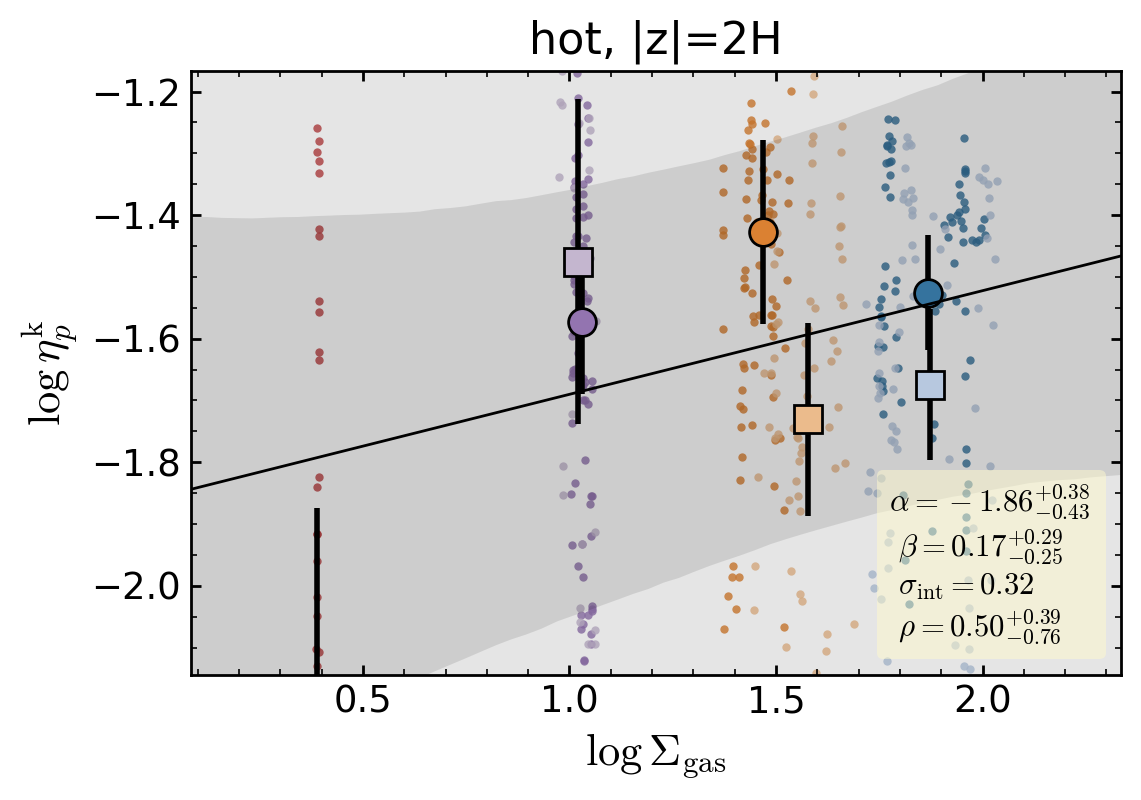 hot, |z|=2H
log η_p^k
−1.2
−1.4
−1.6
−1.8
−2.0
α = − 1.86^{+0.38}_{−0.43}
β = 0.17^{+0.29}_{−0.25}
σ_int = 0.32
ρ = 0.50^{+0.39}_{−0.76}
0.5 1.0 1.5 2.0
log Σ_gas